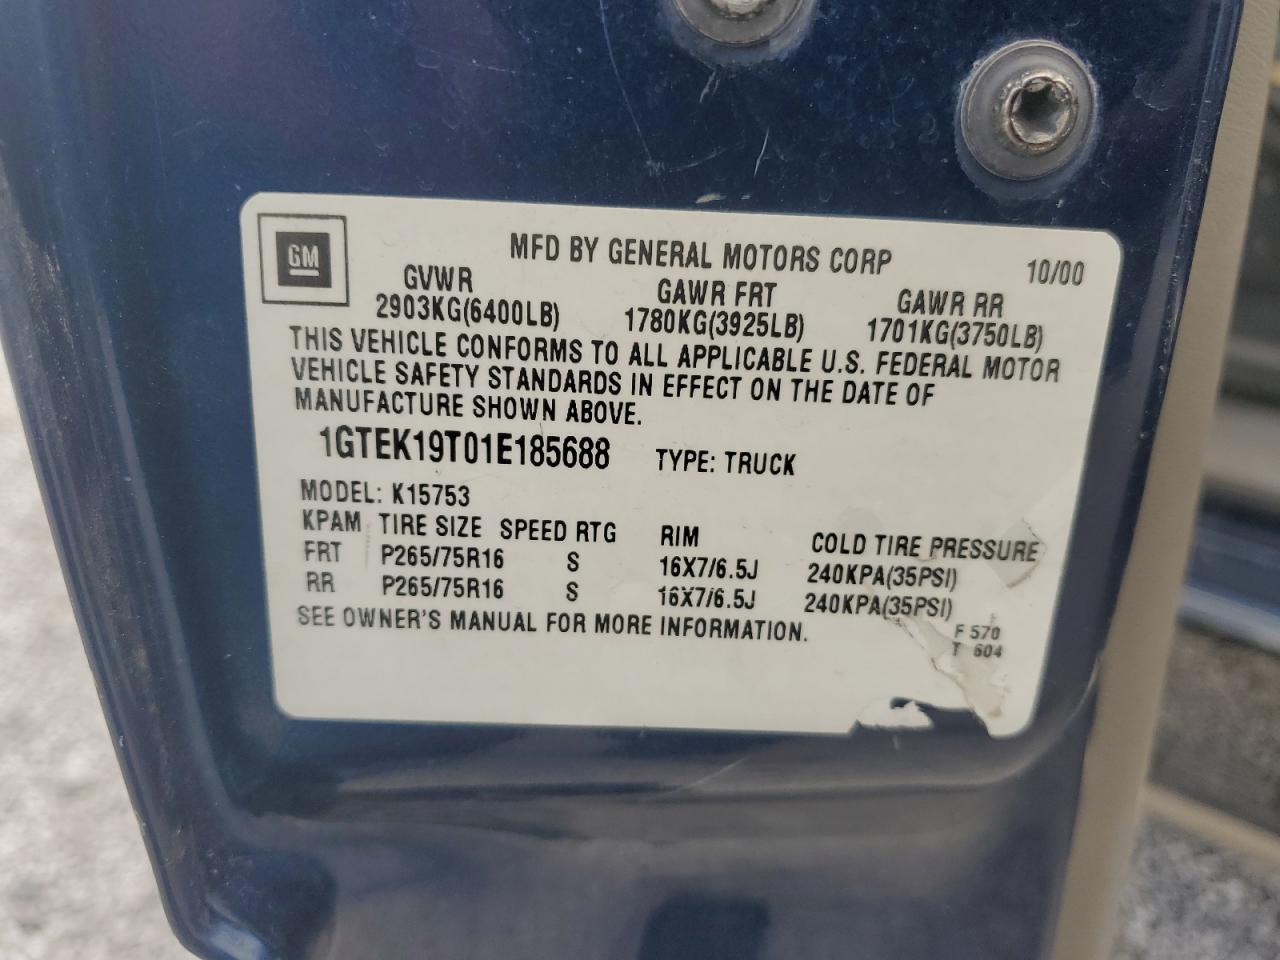 GM
MFD BY GENERAL MOTORS CORP 10/00
GVWR GAWR FRT GAWR RR
2903KG(6400LB) 1780KG(3925LB) 1701KG(3750LB)
THIS VEHICLE CONFORMS TO ALL APPLICABLE U.S. FEDERAL MOTOR
VEHICLE SAFETY STANDARDS IN EFFECT ON THE DATE OF
MANUFACTURE SHOWN ABOVE.
1GTEK19T01E185688 TYPE: TRUCK
MODEL: K15753
KPAM TIRE SIZE SPEED RTG RIM COLD TIRE PRESSURE
FRT P265/75R16 S 16X7/6.5J 240KPA(35PSI)
RR P265/75R16 S 16X7/6.5J 240KPA(35PSI)
SEE OWNER'S MANUAL FOR MORE INFORMATION.
F 570
T 604